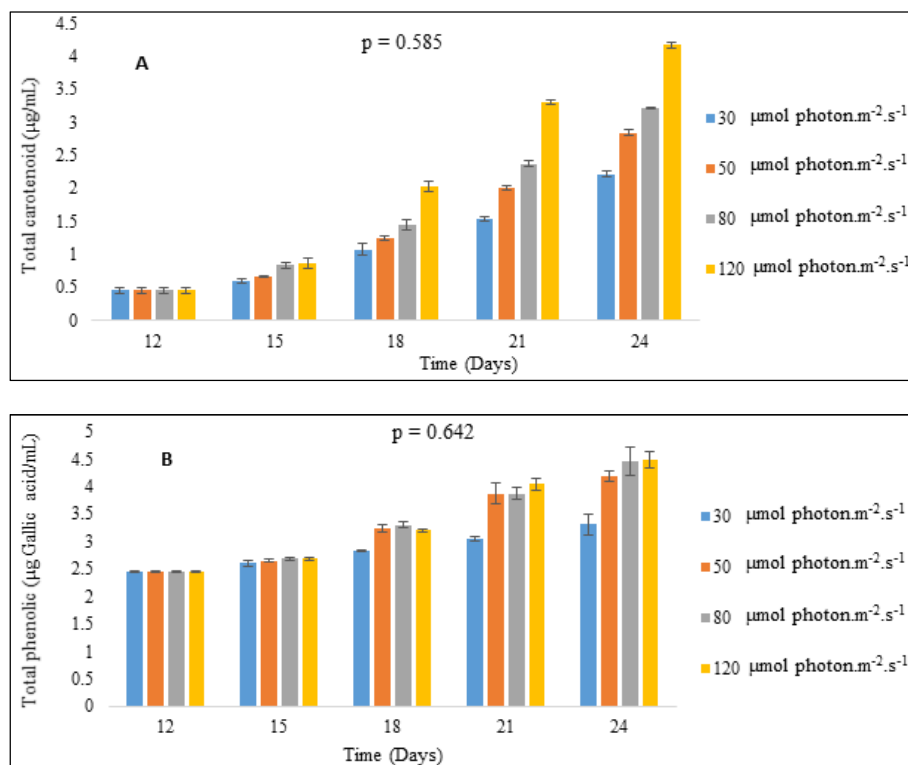 4.5
4
3.5
3
2.5
2
1.5
1
0.5
0
Total carotenoid (µg/mL)
A
p = 0.585
12 15 18 21 24
Time (Days)
30 µmol photon.m⁻².s⁻¹
50 µmol photon.m⁻².s⁻¹
80 µmol photon.m⁻².s⁻¹
120 µmol photon.m⁻².s⁻¹
5
4.5
4
3.5
3
2.5
2
1.5
1
0.5
0
Total phenolic (µg Gallic acid/mL)
B
p = 0.642
12 15 18 21 24
Time (Days)
30 µmol photon.m⁻².s⁻¹
50 µmol photon.m⁻².s⁻¹
80 µmol photon.m⁻².s⁻¹
120 µmol photon.m⁻².s⁻¹